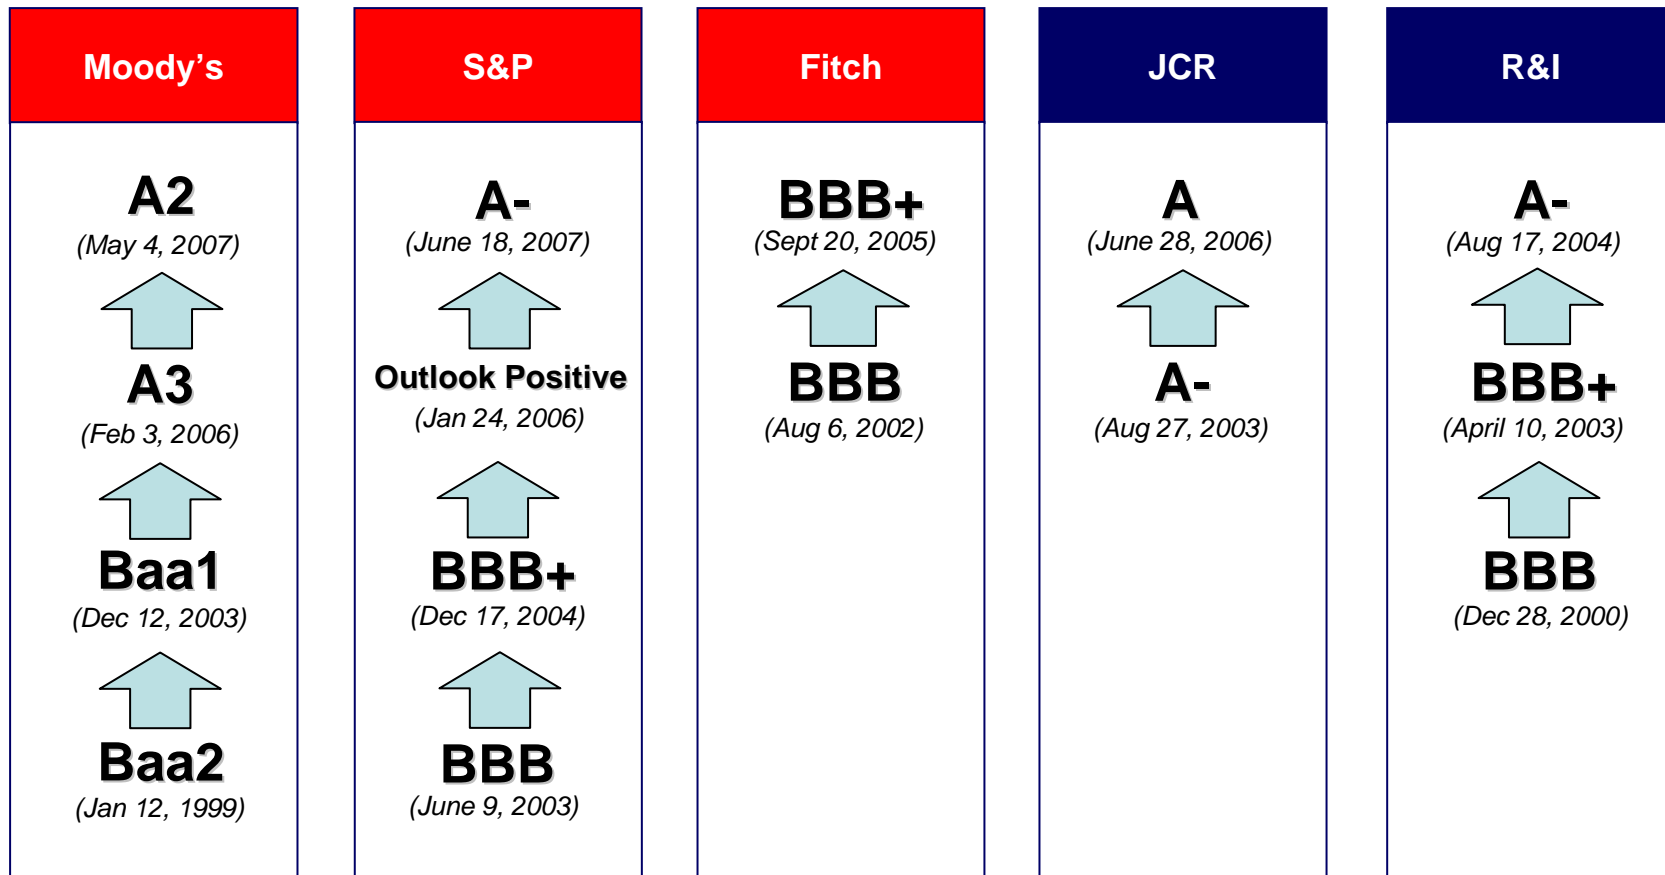 Moody’s
A2
(May 4, 2007)
A3
(Feb 3, 2006)
Baa1
(Dec 12, 2003)
Baa2
(Jan 12, 1999)
S&P
A-
(June 18, 2007)
Outlook Positive
(Jan 24, 2006)
BBB+
(Dec 17, 2004)
BBB
(June 9, 2003)
Fitch
BBB+
(Sept 20, 2005)
BBB
(Aug 6, 2002)
JCR
A
(June 28, 2006)
A-
(Aug 27, 2003)
R&I
A-
(Aug 17, 2004)
BBB+
(April 10, 2003)
BBB
(Dec 28, 2000)